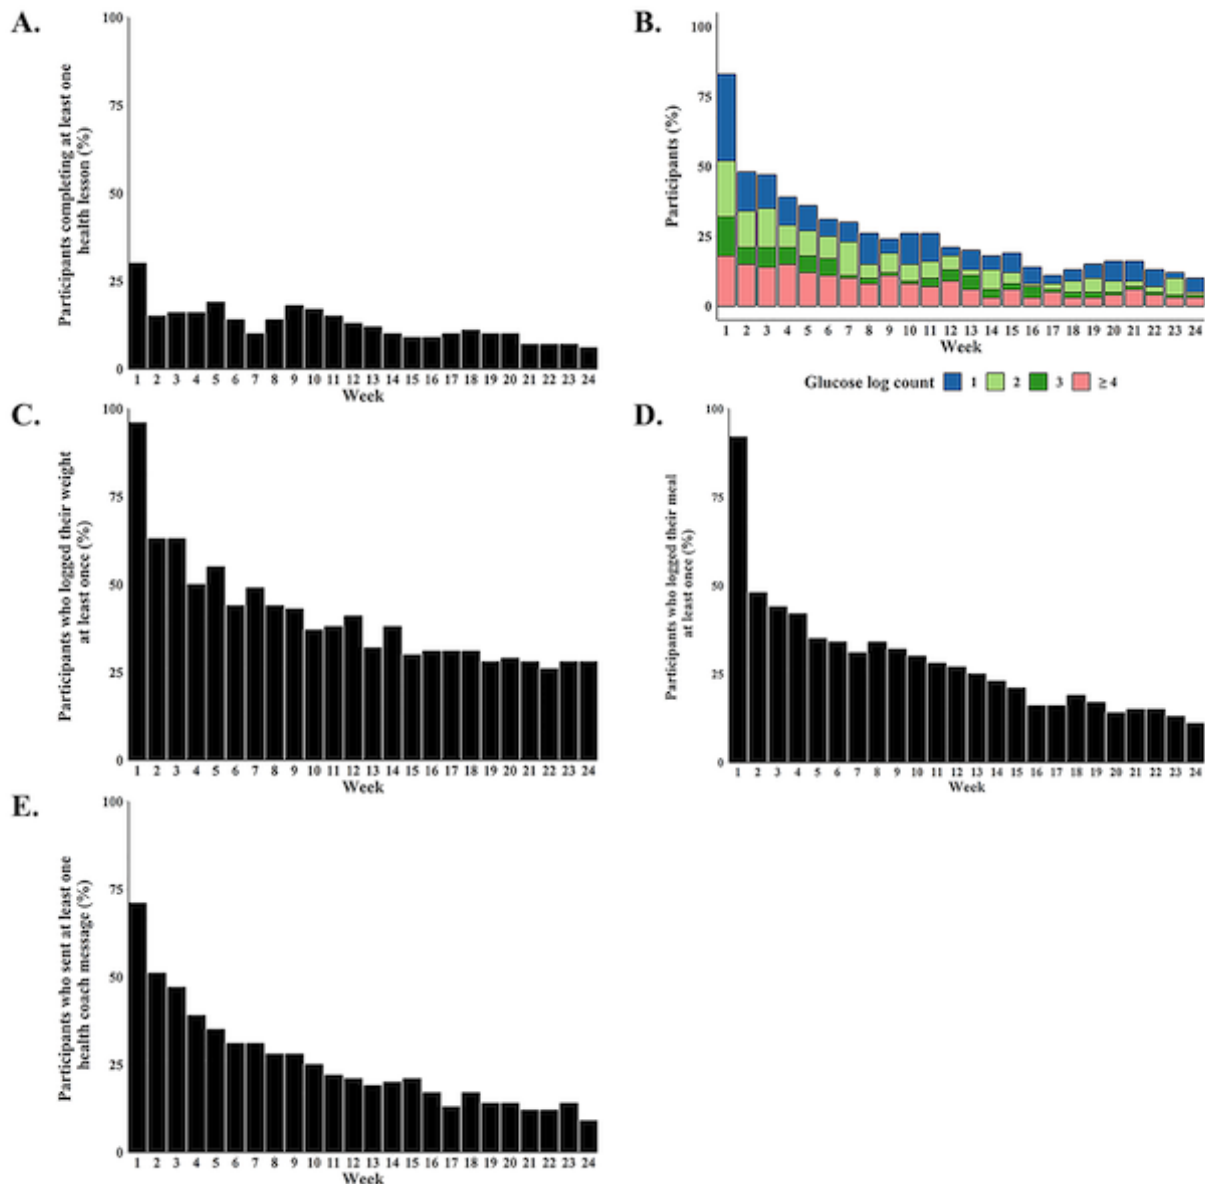 A.
Participants completing at least one
health lesson (%)
100
75
50
25
0
1 2 3 4 5 6 7 8 9 10 11 12 13 14 15 16 17 18 19 20 21 22 23 24
Week
B.
Participants (%)
100
75
50
25
0
1 2 3 4 5 6 7 8 9 10 11 12 13 14 15 16 17 18 19 20 21 22 23 24
Week
Glucose log count 1 2 3 ≥ 4
C.
Participants who logged their weight
at least once (%)
100
75
50
25
0
1 2 3 4 5 6 7 8 9 10 11 12 13 14 15 16 17 18 19 20 21 22 23 24
Week
D.
Participants who logged their meal
at least once (%)
100
75
50
25
0
1 2 3 4 5 6 7 8 9 10 11 12 13 14 15 16 17 18 19 20 21 22 23 24
Week
E.
Participants who sent at least one
health coach message (%)
100
75
50
25
0
1 2 3 4 5 6 7 8 9 10 11 12 13 14 15 16 17 18 19 20 21 22 23 24
Week